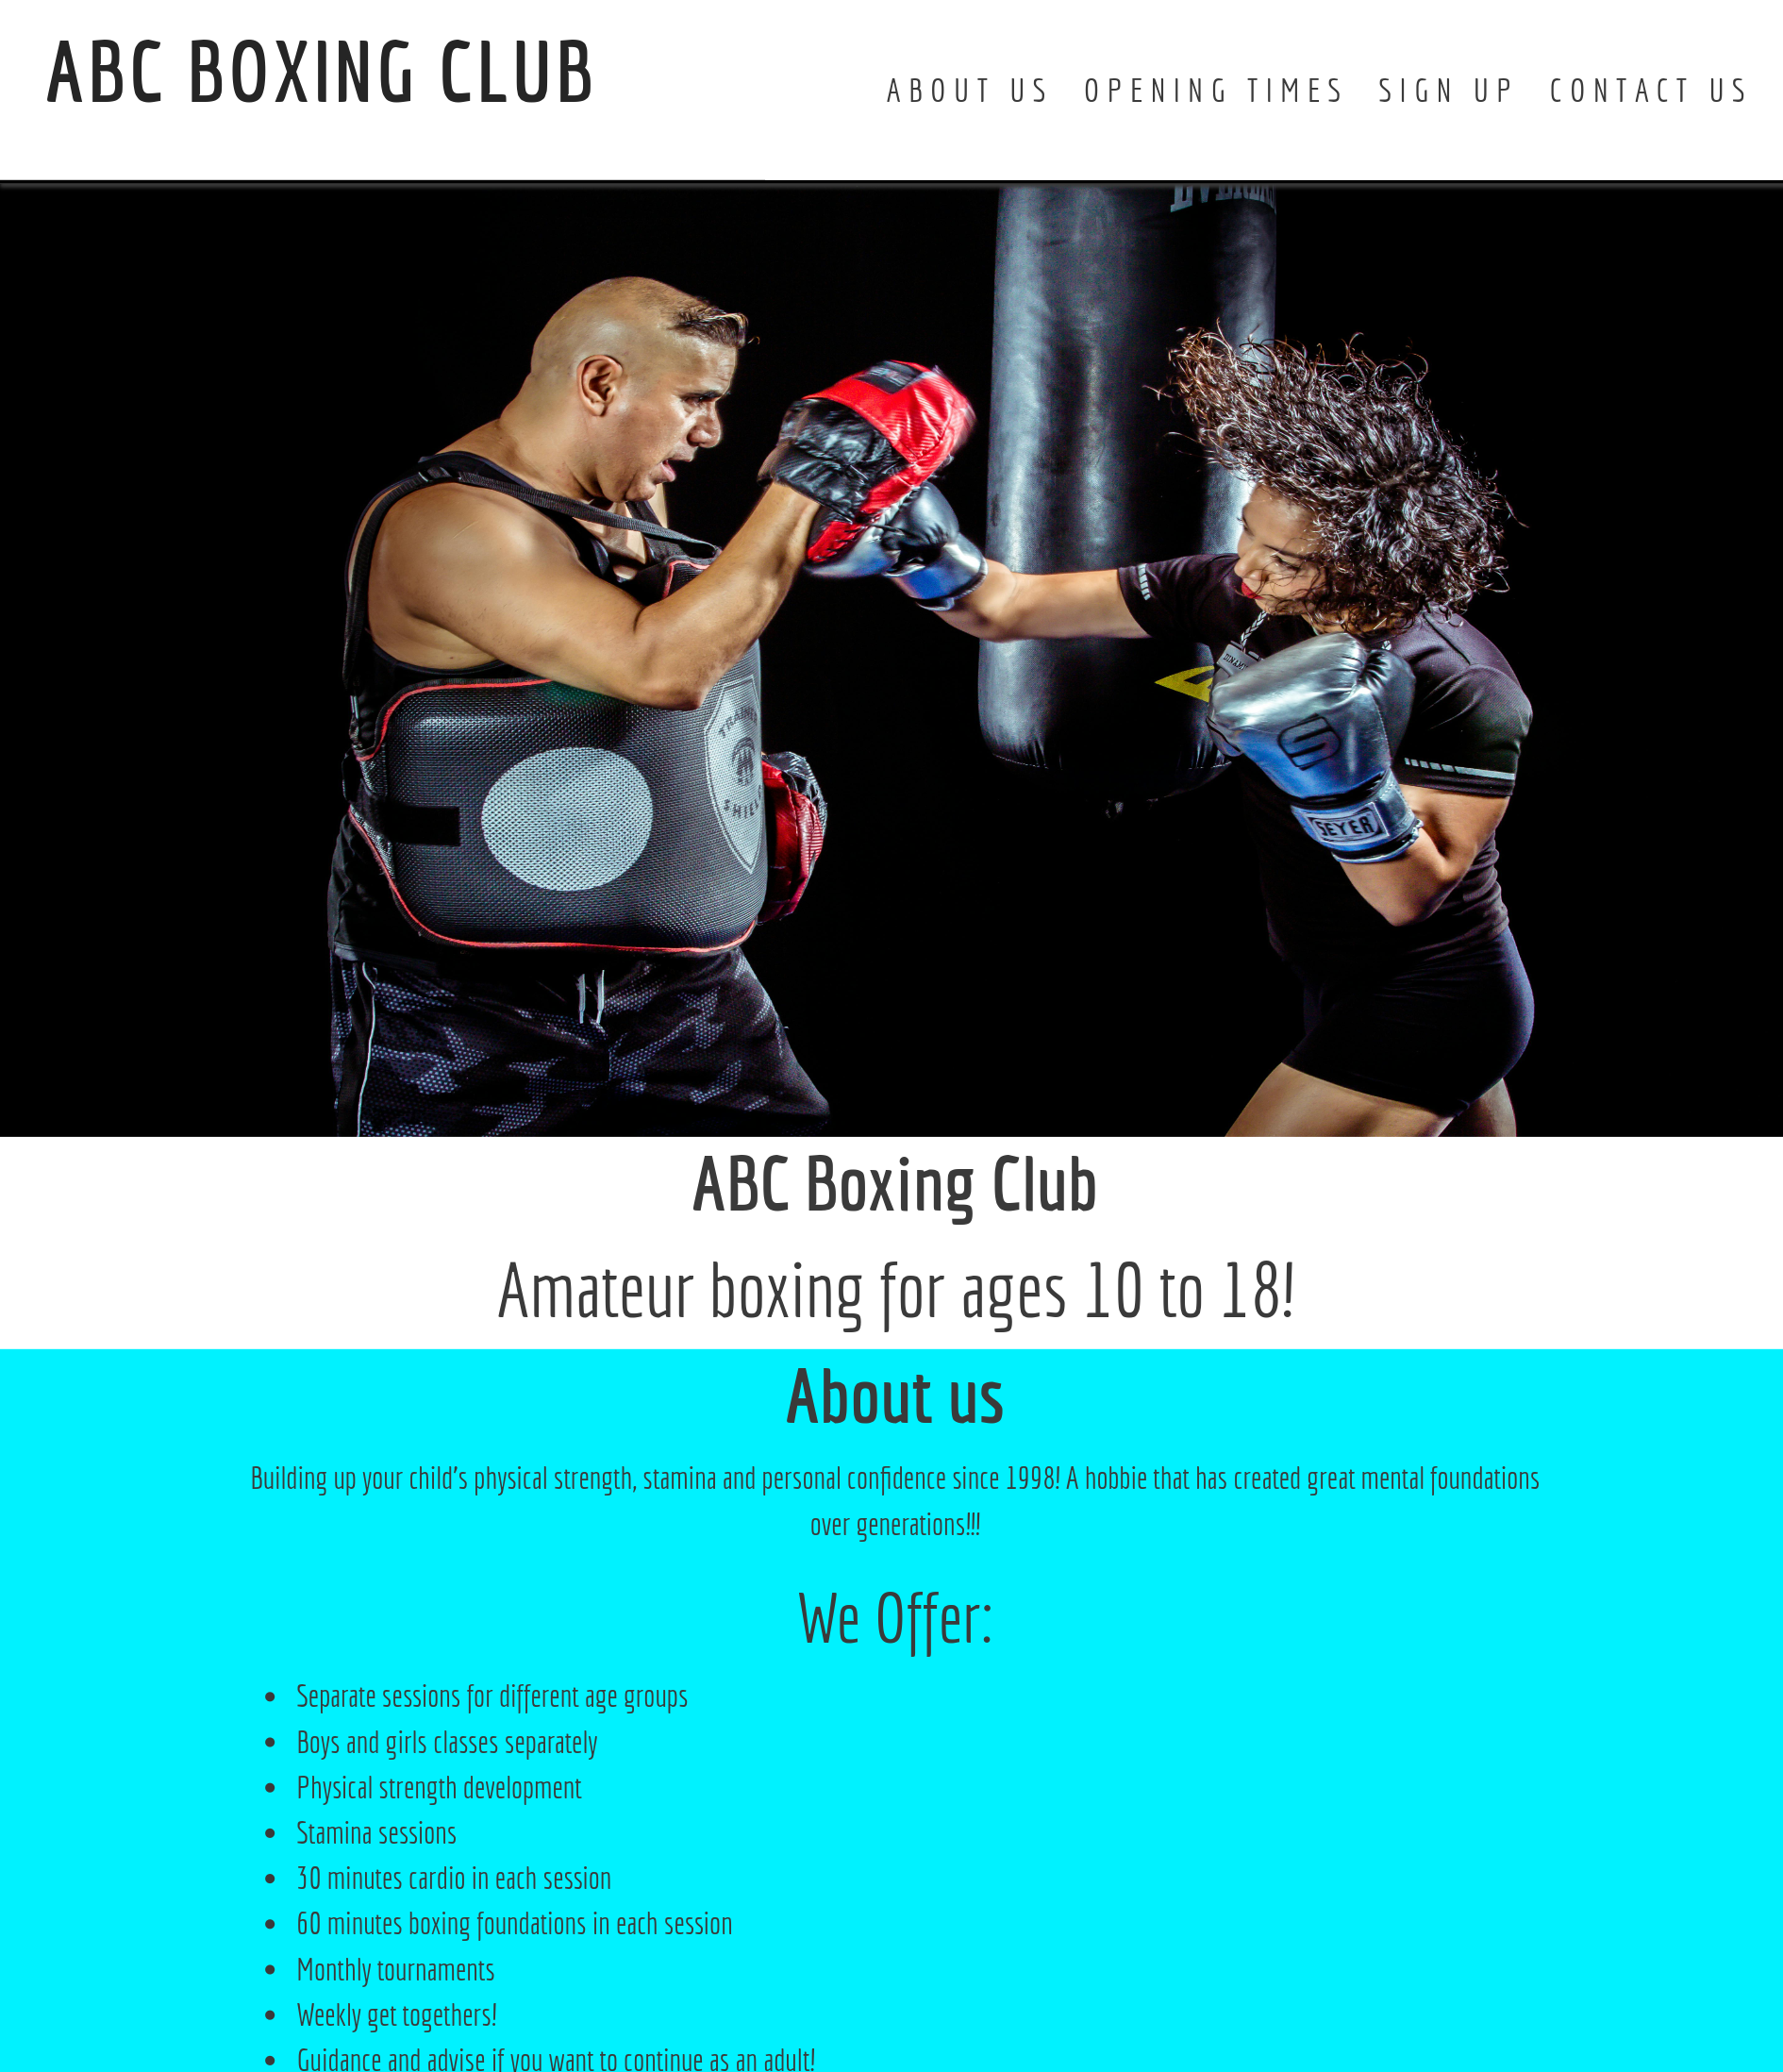 ABC BOXING CLUB
ABOUT US OPENING TIMES SIGN UP CONTACT US
TRAINER
SHIELD
SEYER
ABC Boxing Club
Amateur boxing for ages 10 to 18!
About us
Building up your child's physical strength, stamina and personal confidence since 1998! A hobbie that has created great mental foundations
over generations!!!
We Offer:
• Separate sessions for different age groups
• Boys and girls classes separately
• Physical strength development
• Stamina sessions
• 30 minutes cardio in each session
• 60 minutes boxing foundations in each session
• Monthly tournaments
• Weekly get togethers!
• Guidance and advise if you want to continue as an adult!